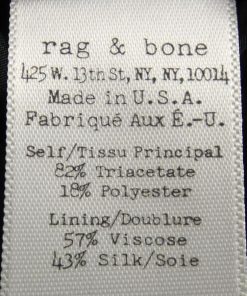 rag & bone
425 W. 13th St, NY, NY, 10014
Made in U.S.A.
Fabriqué Aux É.-U.
Self/Tissu Principal
82% Triacetate
18% Polyester
Lining/Doublure
57% Viscose
43% Silk/Soie